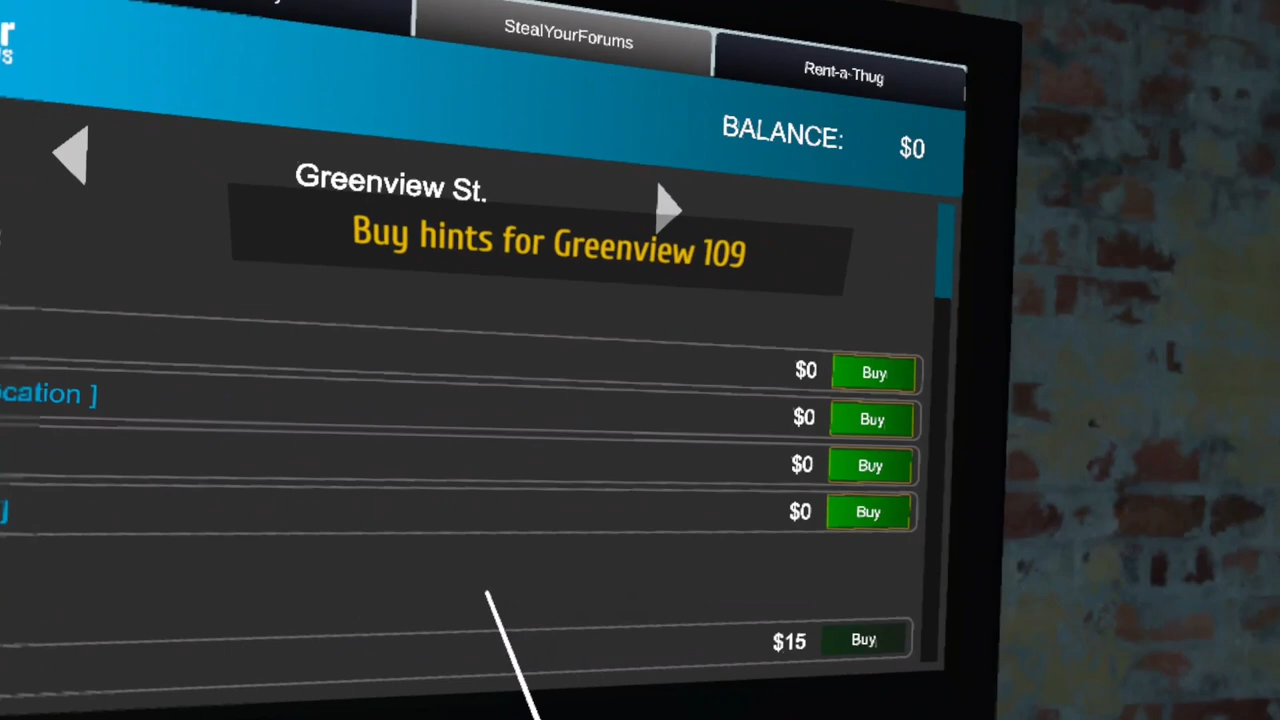 StealYourForums
Rent-a-Thug
BALANCE: $0
Greenview St.
Buy hints for Greenview 109
$0 Buy
cation ] $0 Buy
$0 Buy
$0 Buy
$15 Buy